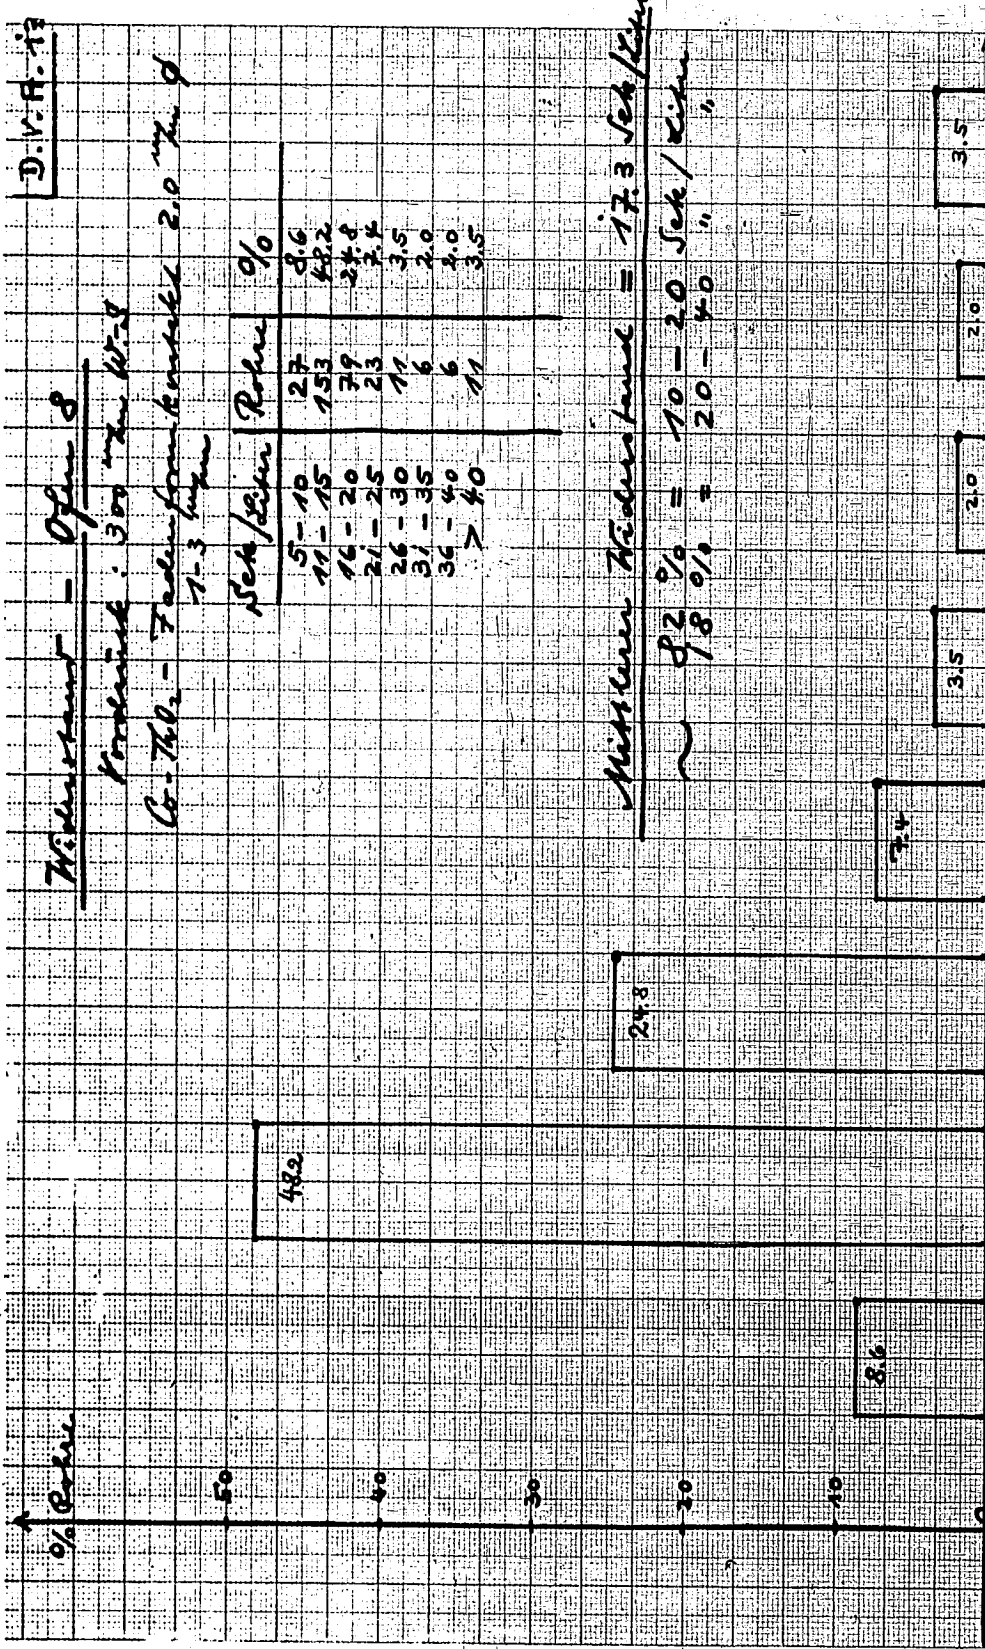 D.V.A. iz
Widerstand - Ofen 8
Vordruck: 300 mm W.-S
Co-ThO₂-Fadenformkontakt 2.0 mm ϕ
1-3 mm
Sek/Liter Rohre %
5-10 27 8.6
11-15 153 48.2
16-20 79 24.8
21-25 23 7.4
26-30 11 3.5
31-35 6 2.0
36-40 6 2.0
>40 11 3.5
Mittlerer Widerstand = 17.3 Sek/Liter
~ 82 % = 10-20 Sek/Liter
18 % = 20-40 " "
% Rohre
50
40
30
20
10
0
8.6
48.2
24.8
7.4
3.5
2.0
2.0
3.5